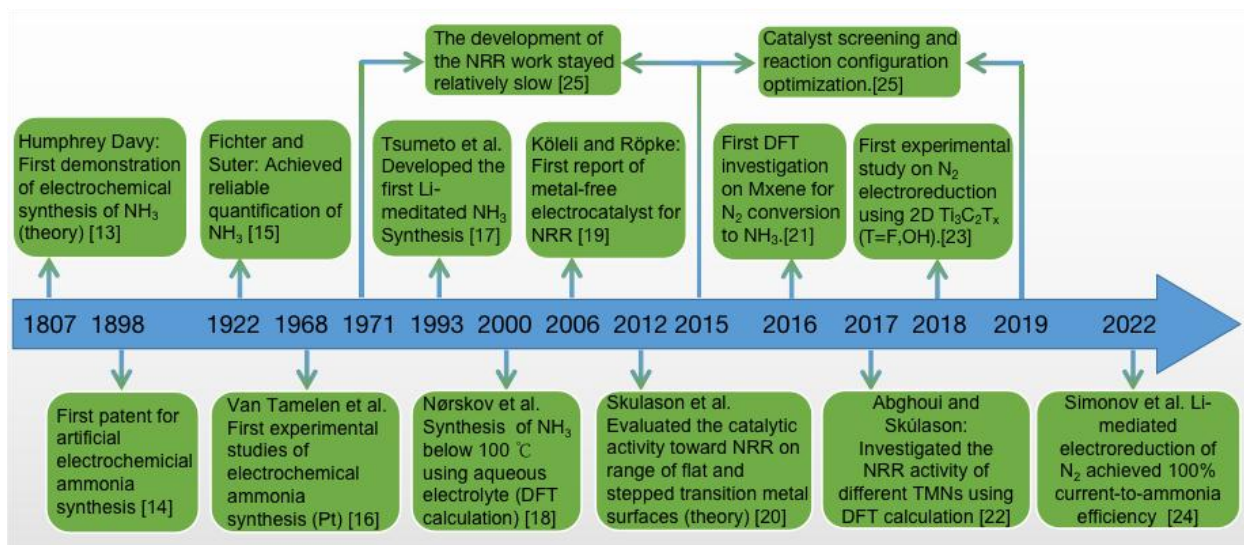 The development of
the NRR work stayed
relatively slow [25]
Catalyst screening and
reaction configuration
optimization.[25]
Humphrey Davy:
First demonstration
of electrochemical
synthesis of NH₃
(theory) [13]
Fichter and
Suter: Achieved
reliable
quantification of
NH₃ [15]
Tsumeto et al.
Developed the
first Li-
meditated NH₃
Synthesis [17]
Köleli and Röpke:
First report of
metal-free
electrocatalyst for
NRR [19]
First DFT
investigation
on Mxene for
N₂ conversion
to NH₃.[21]
First experimental
study on N₂
electroreduction
using 2D Ti₃C₂Tₓ
(T=F,OH).[23]
1807 1898 1922 1968 1971 1993 2000 2006 2012 2015 2016 2017 2018 2019 2022
First patent for
artificial
electrochemicial
ammonia
synthesis [14]
Van Tamelen et al.
First experimental
studies of
electrochemical
ammonia
synthesis (Pt) [16]
Nørskov et al.
Synthesis of NH₃
below 100 ℃
using aqueous
electrolyte (DFT
calculation) [18]
Skulason et al.
Evaluated the catalytic
activity toward NRR on
range of flat and
stepped transition metal
surfaces (theory) [20]
Abghoui and
Skúlason:
Investigated the
NRR activity of
different TMNs using
DFT calculation [22]
Simonov et al. Li-
mediated
electroreduction of
N₂ achieved 100%
current-to-ammonia
efficiency [24]